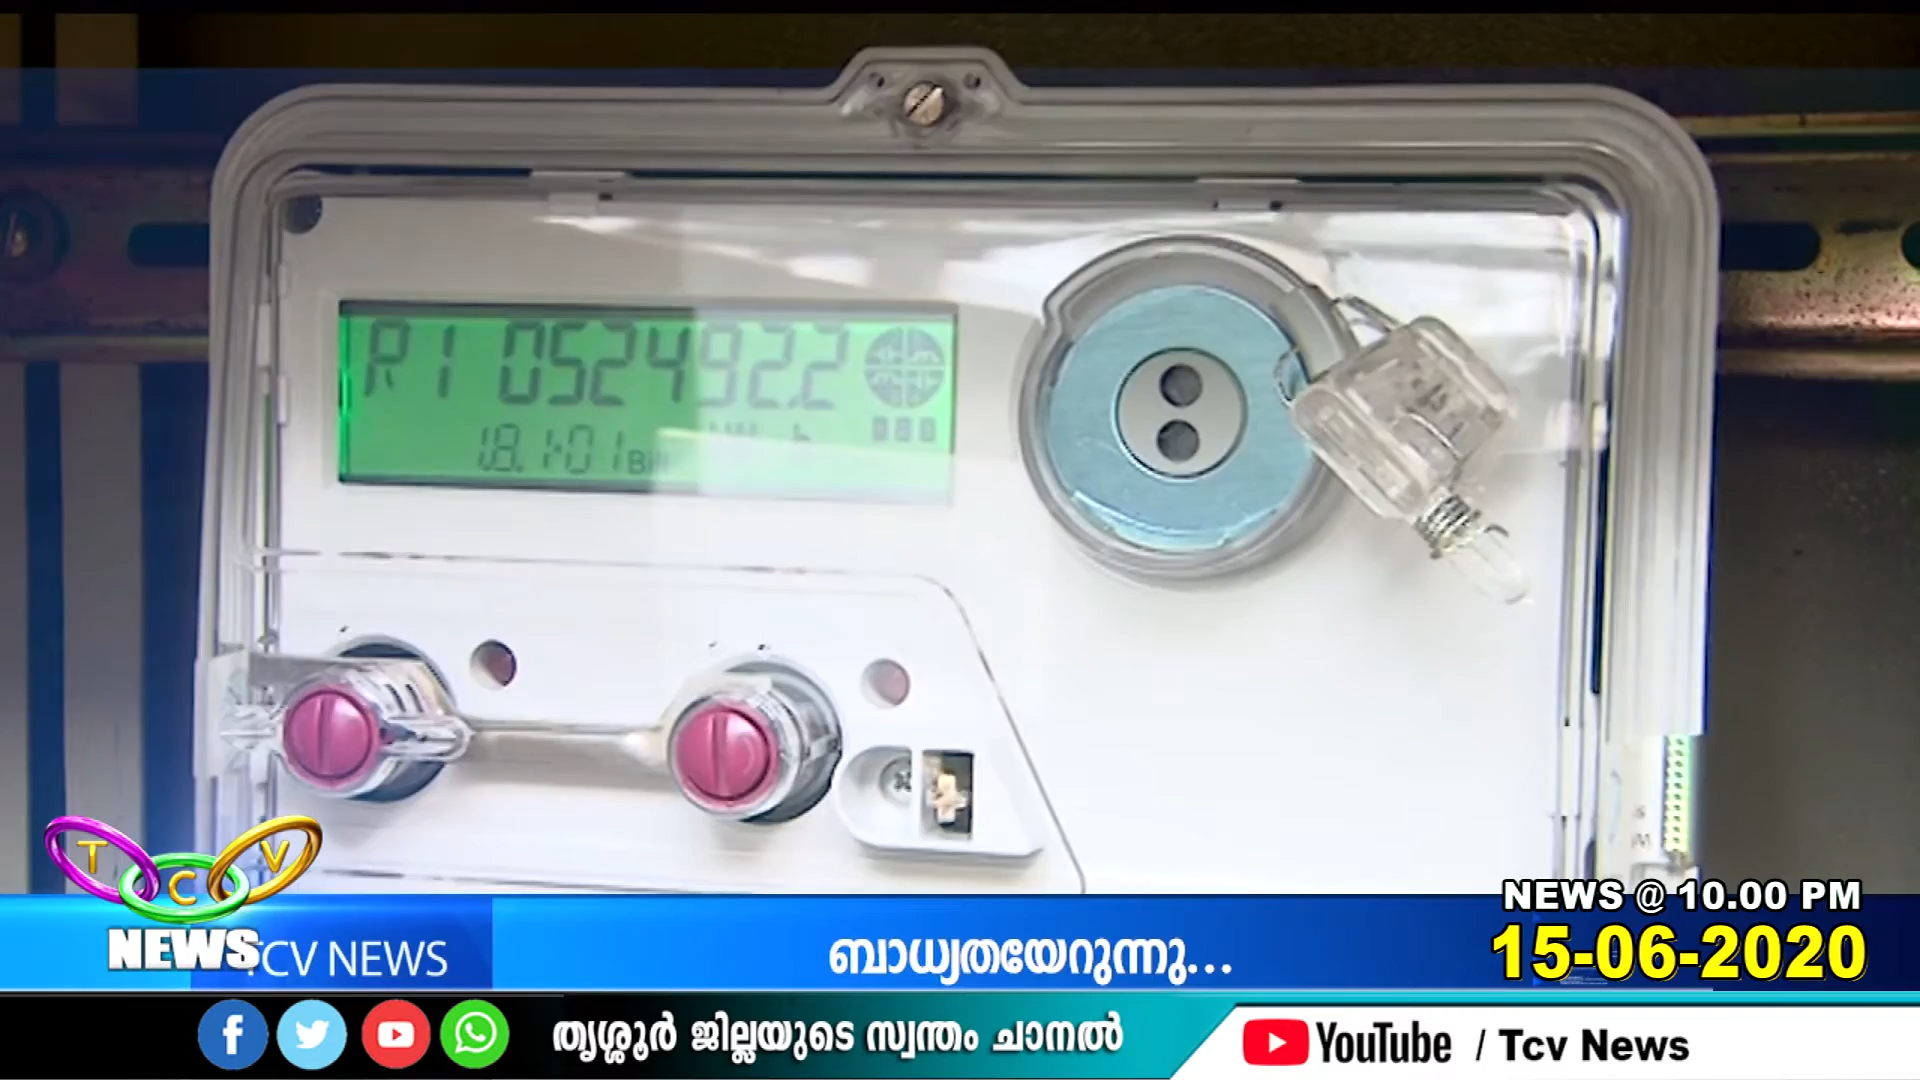 R1 0524922
1.8.1*01 Bill
T C V
NEWS
TCV NEWS
ബാധ്യതയേറുന്നു...
NEWS @ 10.00 PM
15-06-2020
തൃശ്ശൂർ ജില്ലയുടെ സ്വന്തം ചാനൽ
YouTube / Tcv News